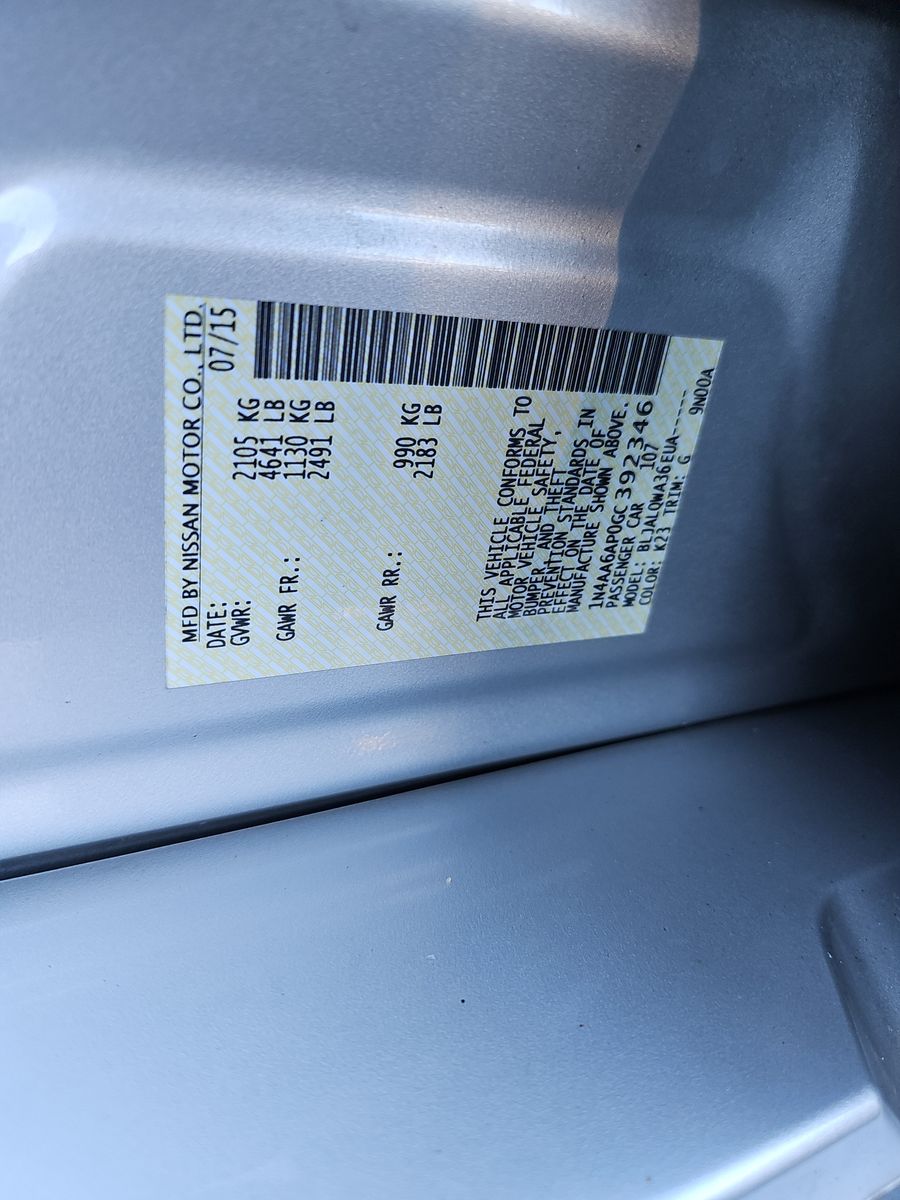 MFD BY NISSAN MOTOR CO., LTD.
DATE: 07/15
GVWR: 2105 KG
4641 LB
GAWR FR.: 1130 KG
2491 LB
GAWR RR.: 990 KG
2183 LB
THIS VEHICLE CONFORMS TO
ALL APPLICABLE FEDERAL
MOTOR VEHICLE SAFETY,
BUMPER, AND THEFT
PREVENTION STANDARDS IN
EFFECT ON THE DATE OF
MANUFACTURE SHOWN ABOVE.
1N4AA6AP0GC392346
PASSENGER CAR 107
MODEL: BLJALQWA36EUA------
COLOR: K23 TRIM: G 9N00A